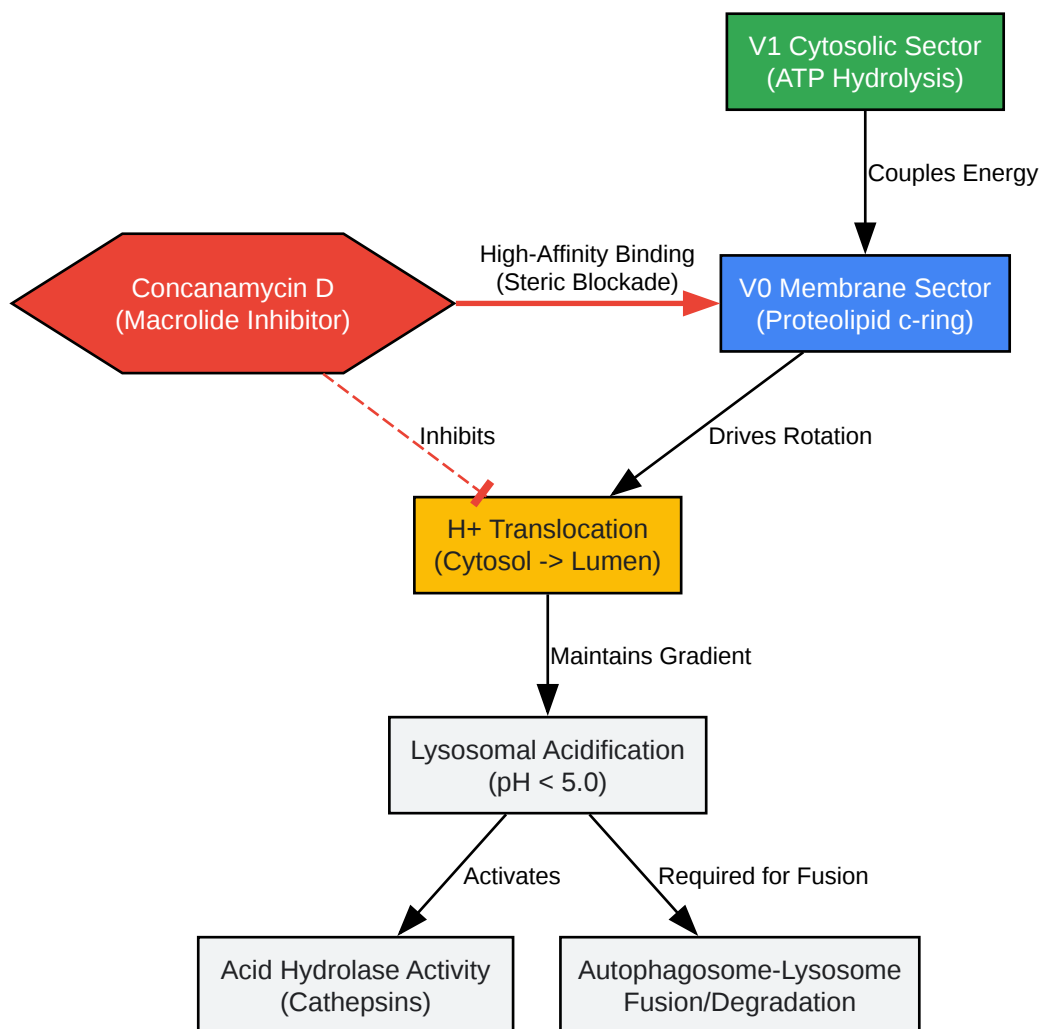 V1 Cytosolic Sector
(ATP Hydrolysis)
Couples Energy
High-Affinity Binding
(Steric Blockade)
Concanamycin D
(Macrolide Inhibitor)
V0 Membrane Sector
(Proteolipid c-ring)
Inhibits
Drives Rotation
H+ Translocation
(Cytosol -> Lumen)
Maintains Gradient
Lysosomal Acidification
(pH < 5.0)
Activates
Required for Fusion
Acid Hydrolase Activity
(Cathepsins)
Autophagosome-Lysosome
Fusion/Degradation